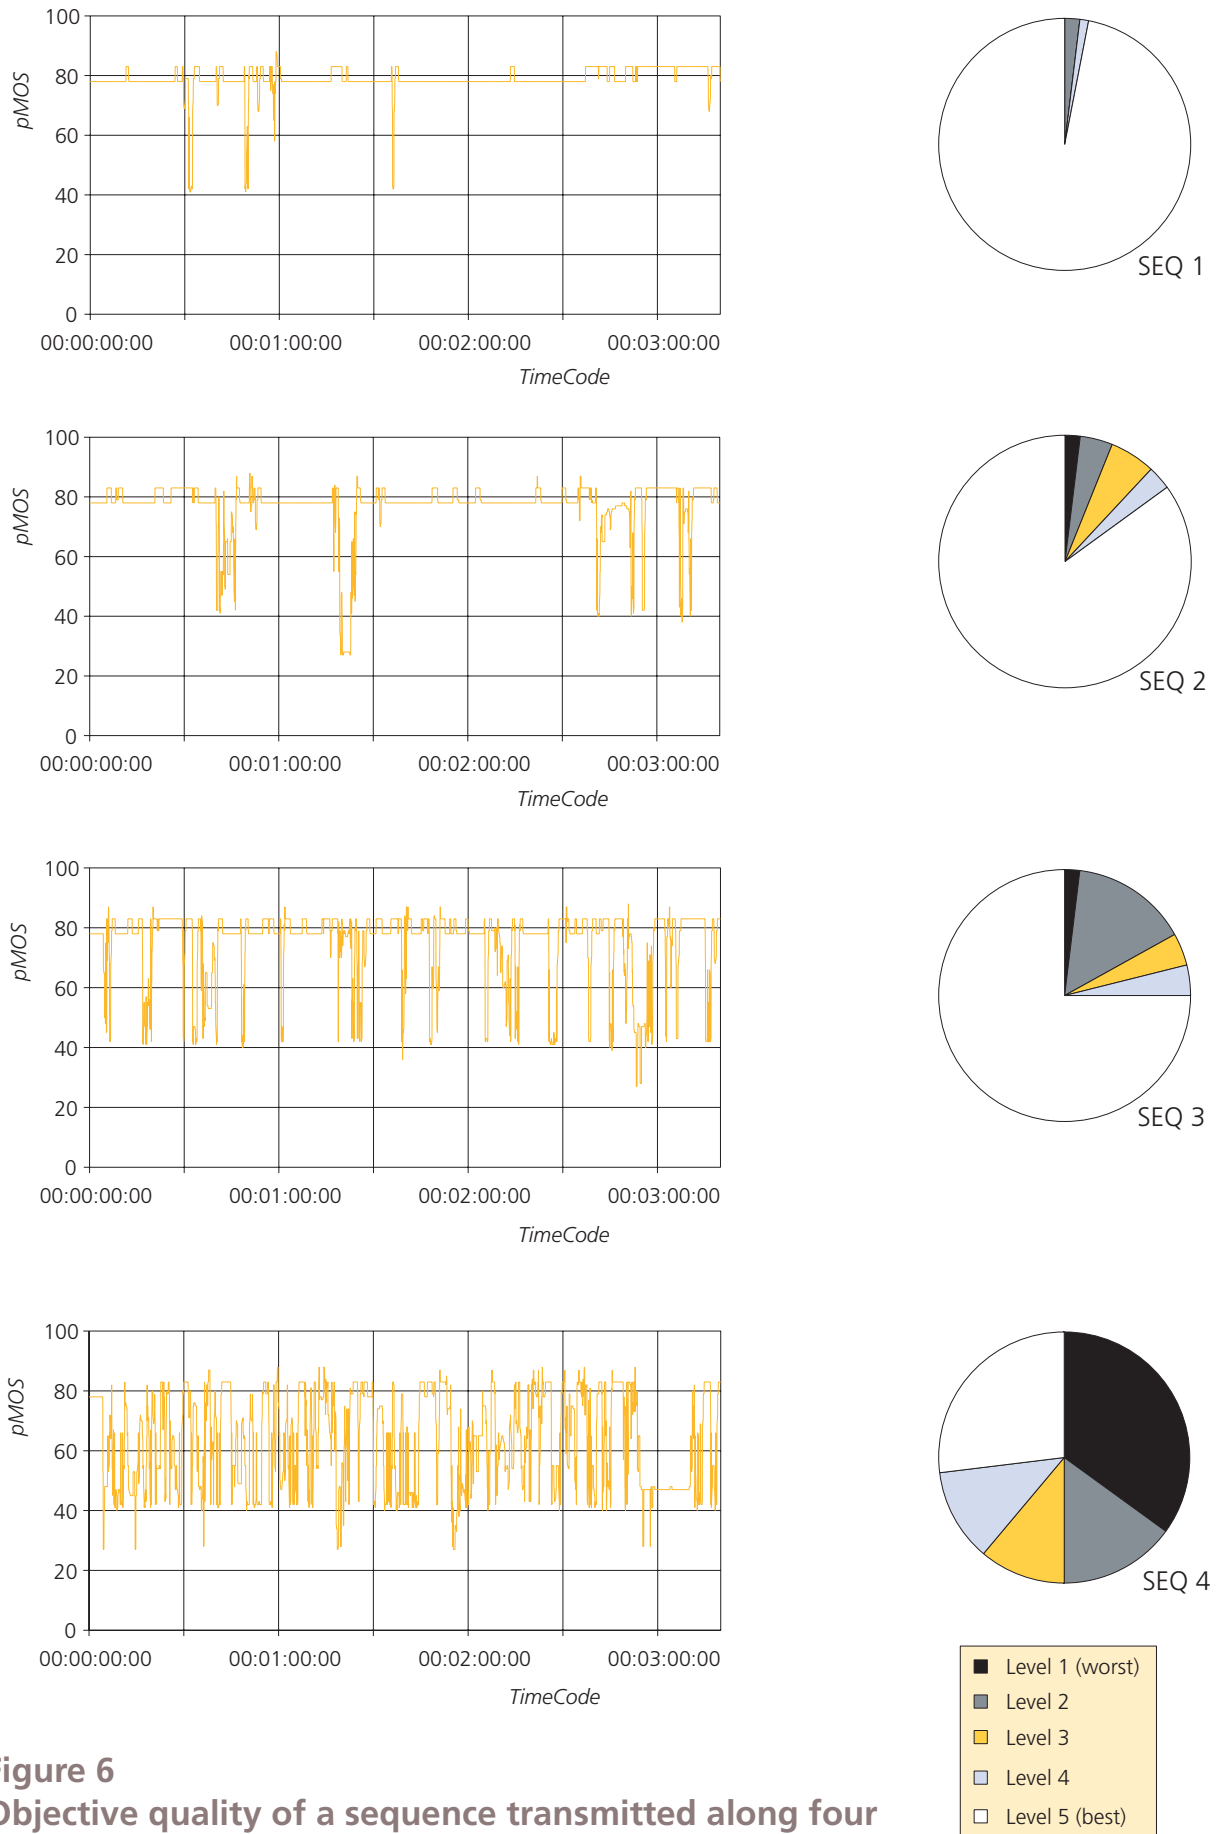 100
80
60
40
20
0
pMOS
00:00:00:00 00:01:00:00 00:02:00:00 00:03:00:00
TimeCode
SEQ 1
100
80
60
40
20
0
pMOS
00:00:00:00 00:01:00:00 00:02:00:00 00:03:00:00
TimeCode
SEQ 2
100
80
60
40
20
0
pMOS
00:00:00:00 00:01:00:00 00:02:00:00 00:03:00:00
TimeCode
SEQ 3
100
80
60
40
20
0
pMOS
00:00:00:00 00:01:00:00 00:02:00:00 00:03:00:00
TimeCode
SEQ 4
Level 1 (worst)
Level 2
Level 3
Level 4
Level 5 (best)
Figure 6
Objective quality of a sequence transmitted along four